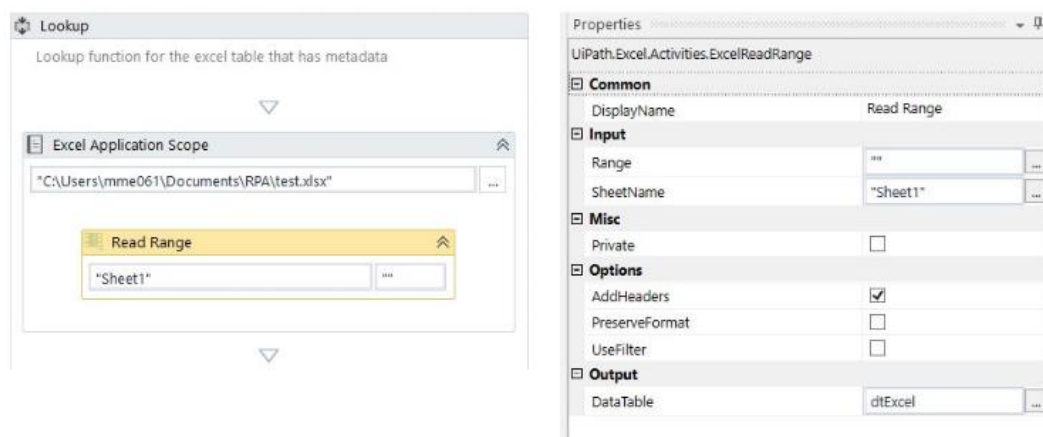 Lookup
Lookup function for the excel table that has metadata
Excel Application Scope
"C:\Users\mme061\Documents\RPA\test.xlsx" ...
Read Range
"Sheet1" ""
Properties
UiPath.Excel.Activities.ExcelReadRange
Common
DisplayName Read Range
Input
Range "" ...
SheetName "Sheet1" ...
Misc
Private
Options
AddHeaders
PreserveFormat
UseFilter
Output
DataTable dtExcel ...